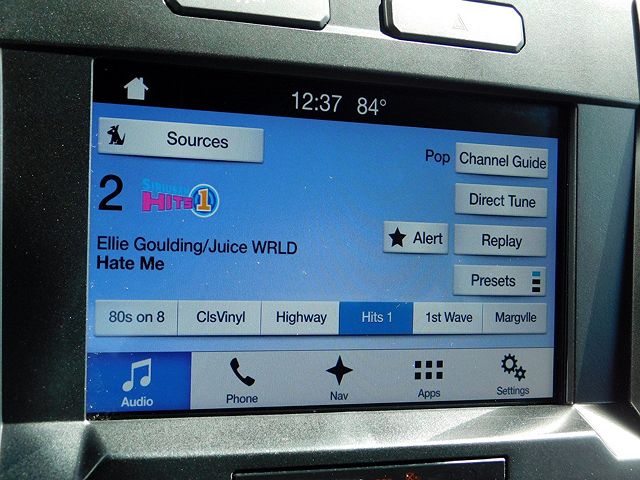 12:37 84°
Sources
Pop
Channel Guide
2
SiriusXM
HITS 1
Direct Tune
Ellie Goulding/Juice WRLD
Hate Me
Alert
Replay
Presets
80s on 8 ClsVinyl Highway Hits 1 1st Wave Margvlle
Audio Phone Nav Apps Settings